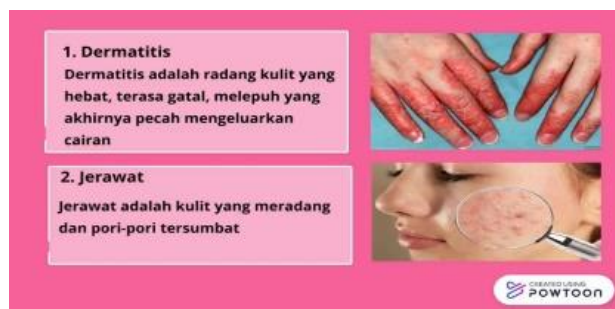 1. Dermatitis
Dermatitis adalah radang kulit yang
hebat, terasa gatal, melepuh yang
akhirnya pecah mengeluarkan
cairan
2. Jerawat
Jerawat adalah kulit yang meradang
dan pori-pori tersumbat
CREATED USING
POWTOON